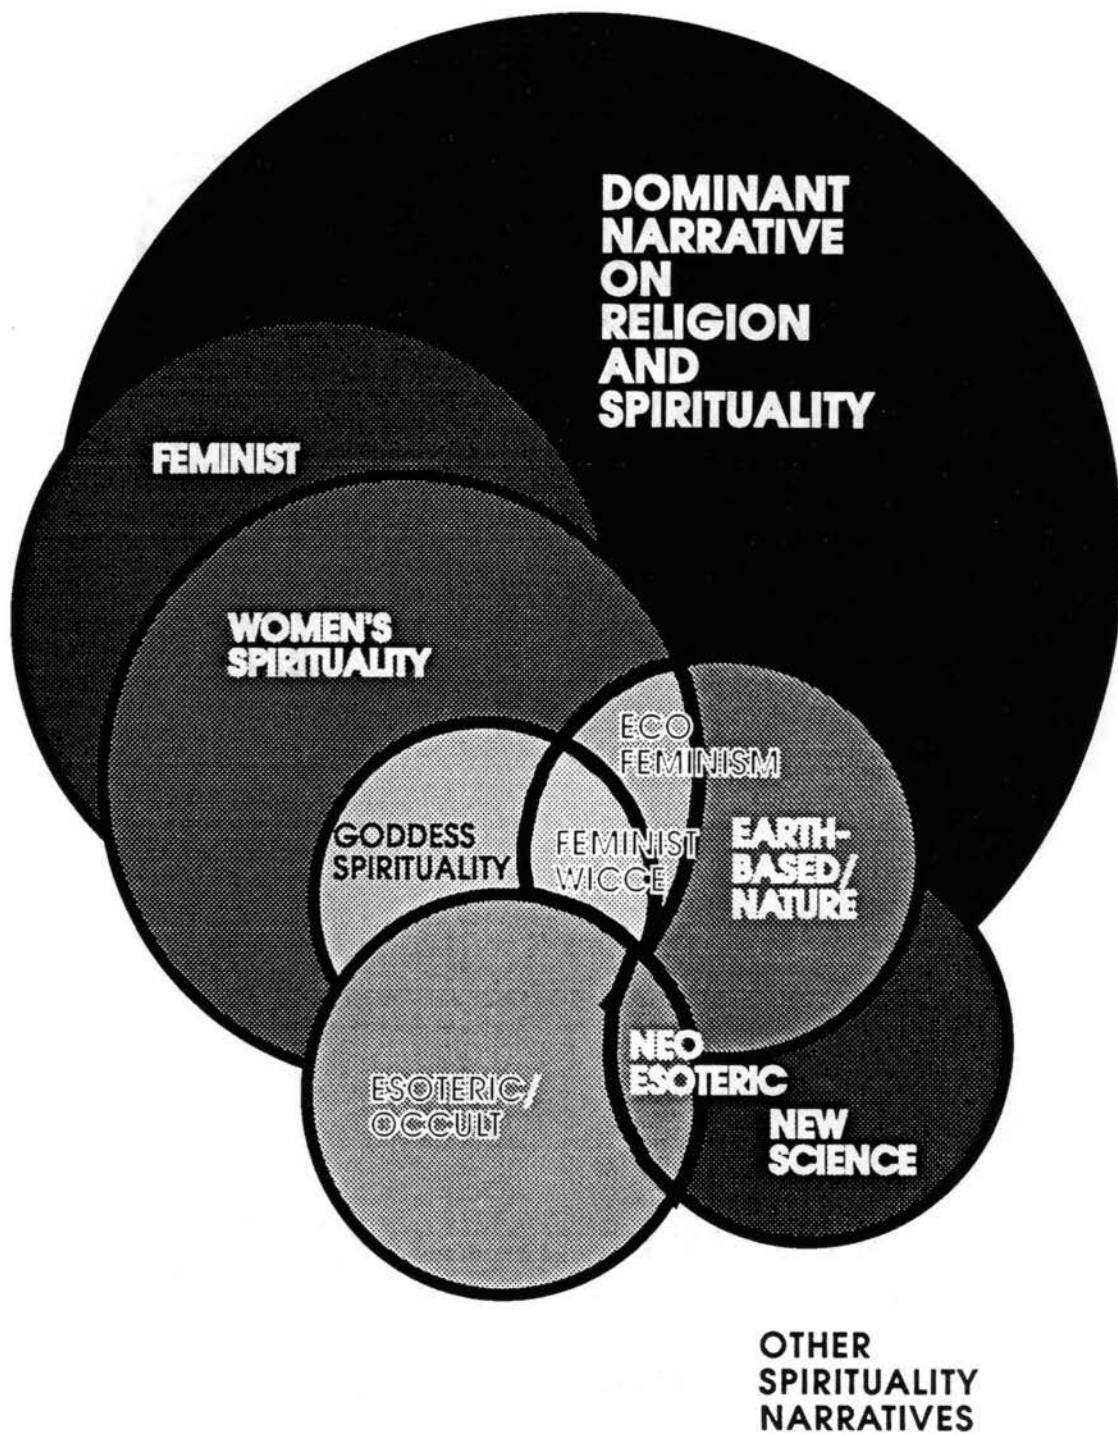 DOMINANT
NARRATIVE
ON
RELIGION
AND
SPIRITUALITY
FEMINIST
WOMEN'S
SPIRITUALITY
ECO
FEMINISM
GODDESS
SPIRITUALITY
FEMINIST
WICCE
EARTH-
BASED/
NATURE
NEO
ESOTERIC
ESOTERIC/
OCCULT
NEW
SCIENCE
OTHER
SPIRITUALITY
NARRATIVES